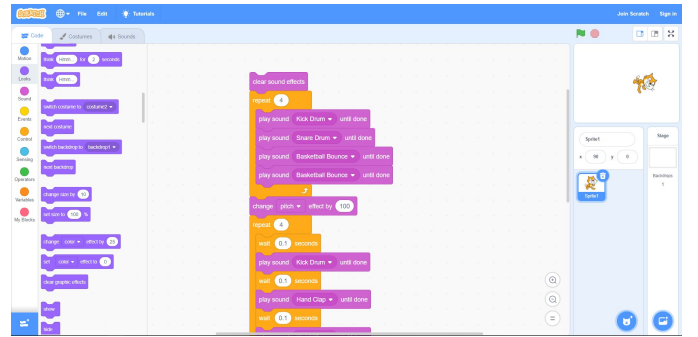 SCRATCH File Edit Tutorials Join Scratch Sign in
Code Costumes Sounds
Motion
Looks
Sound
Events
Control
Sensing
Operators
Variables
My Blocks
think Hmm... for 2 seconds
think Hmm...
switch costume to costume2
next costume
switch backdrop to backdrop1
next backdrop
change size by 10
set size to 100 %
change color effect by 25
set color effect to 0
clear graphic effects
show
hide
clear sound effects
repeat 4
play sound Kick Drum until done
play sound Snare Drum until done
play sound Basketball Bounce until done
play sound Basketball Bounce until done
change pitch effect by 100
repeat 4
wait 0.1 seconds
play sound Kick Drum until done
wait 0.1 seconds
play sound Hand Clap until done
wait 0.1 seconds
Sprite1
x 98 y 0
Sprite1
Stage
Backdrops
1